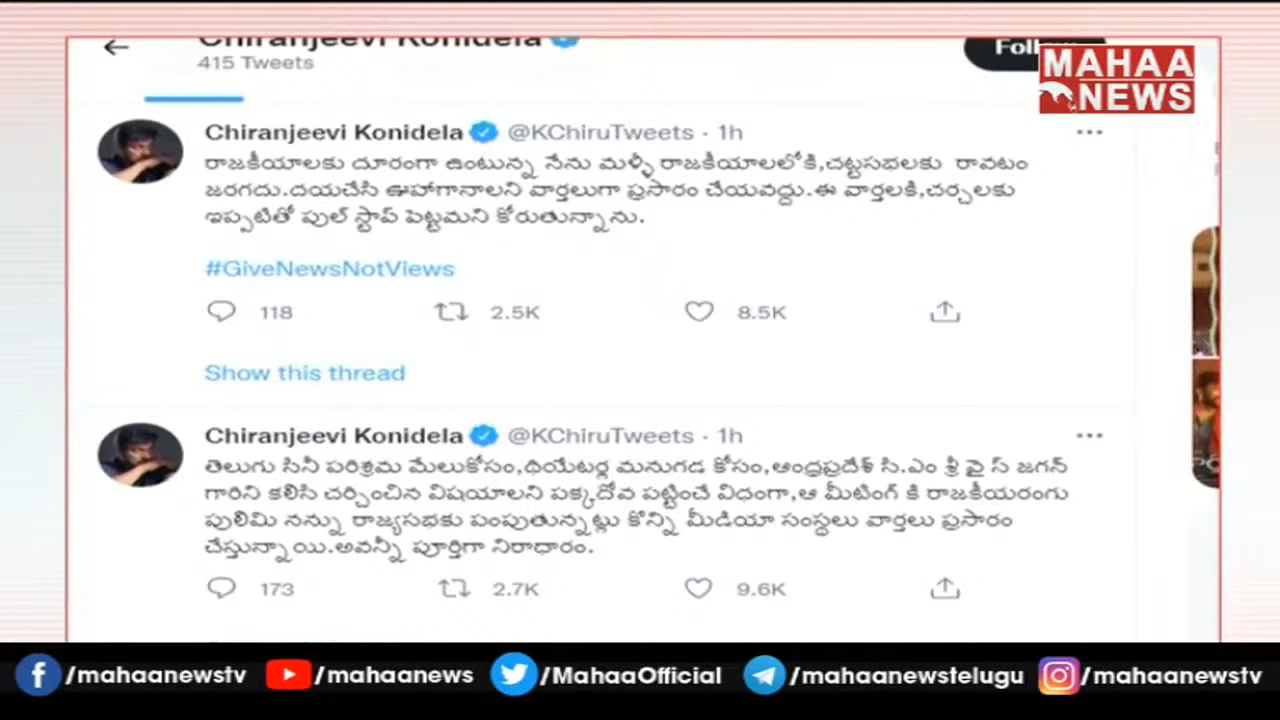 Chiranjeevi Konidela
415 Tweets
MAHAA
NEWS
Chiranjeevi Konidela @KChiruTweets · 1h
రాజకీయాలకు దూరంగా ఉంటున్న నేను మళ్ళీ రాజకీయాలలోకి,చట్టసభలకు రావటం
జరగదు.దయచేసి ఊహాగానాలని వార్తలుగా ప్రసారం చేయవద్దు.ఈ వార్తలకి,చర్చలకు
ఇప్పటితో పుల్ స్టాప్ పెట్టమని కోరుతున్నాను.
#GiveNewsNotViews
118 2.5K 8.5K
Show this thread
Chiranjeevi Konidela @KChiruTweets · 1h
తెలుగు సినీ పరిశ్రమ మేలుకోసం,థియేటర్ల మనుగడ కోసం,ఆంధ్రప్రదేశ్ సి.ఎం శ్రీ వై స్ జగన్
గారిని కలిసి చర్చించిన విషయాలని పక్కదోవ పట్టించే విధంగా,ఆ మీటింగ్ కి రాజకీయరంగు
పులిమి నన్ను రాజ్యసభకు పంపుతున్నట్లు కొన్ని మీడియా సంస్థలు వార్తలు ప్రసారం
చేస్తున్నాయి.అవన్నీ పూర్తిగా నిరాధారం.
173 2.7K 9.6K
/mahaanewstv /mahaanews /MahaaOfficial /mahaanewstelugu /mahaanewstv